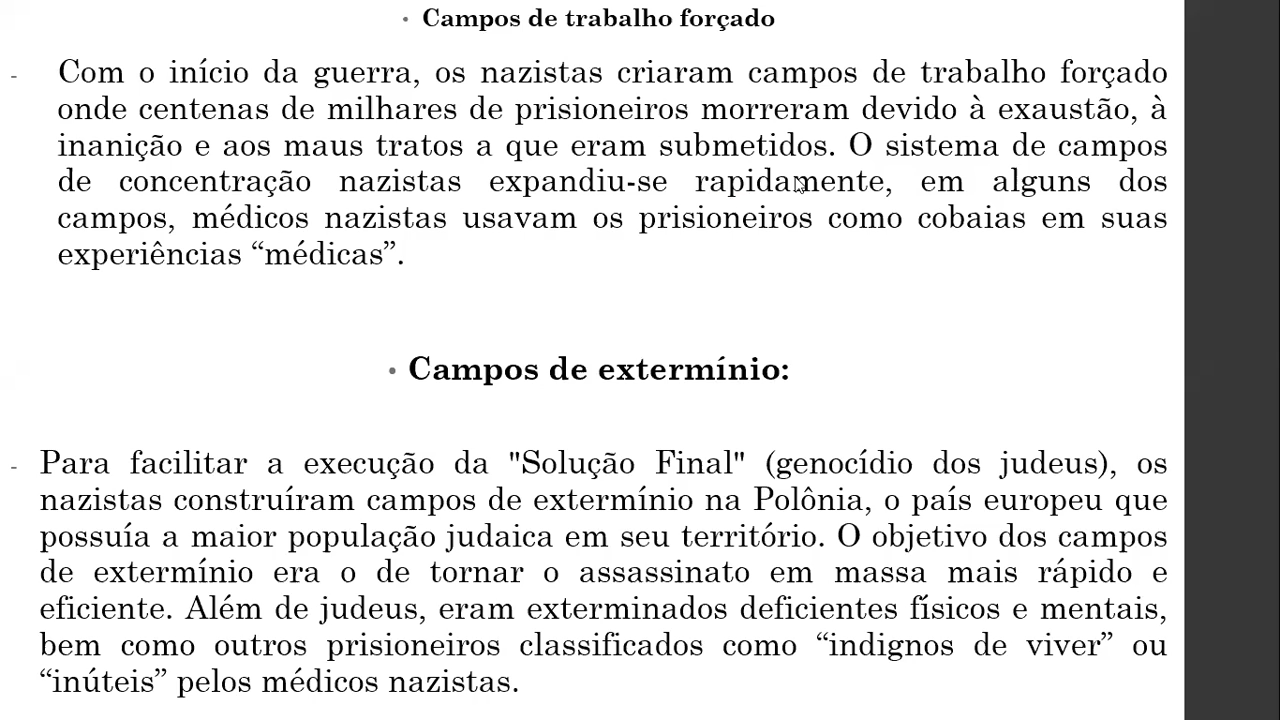 • Campos de trabalho forçado
- Com o início da guerra, os nazistas criaram campos de trabalho forçado
onde centenas de milhares de prisioneiros morreram devido à exaustão, à
inanição e aos maus tratos a que eram submetidos. O sistema de campos
de concentração nazistas expandiu-se rapidamente, em alguns dos
campos, médicos nazistas usavam os prisioneiros como cobaias em suas
experiências “médicas”.
• Campos de extermínio:
- Para facilitar a execução da "Solução Final" (genocídio dos judeus), os
nazistas construíram campos de extermínio na Polônia, o país europeu que
possuía a maior população judaica em seu território. O objetivo dos campos
de extermínio era o de tornar o assassinato em massa mais rápido e
eficiente. Além de judeus, eram exterminados deficientes físicos e mentais,
bem como outros prisioneiros classificados como “indignos de viver” ou
“inúteis” pelos médicos nazistas.